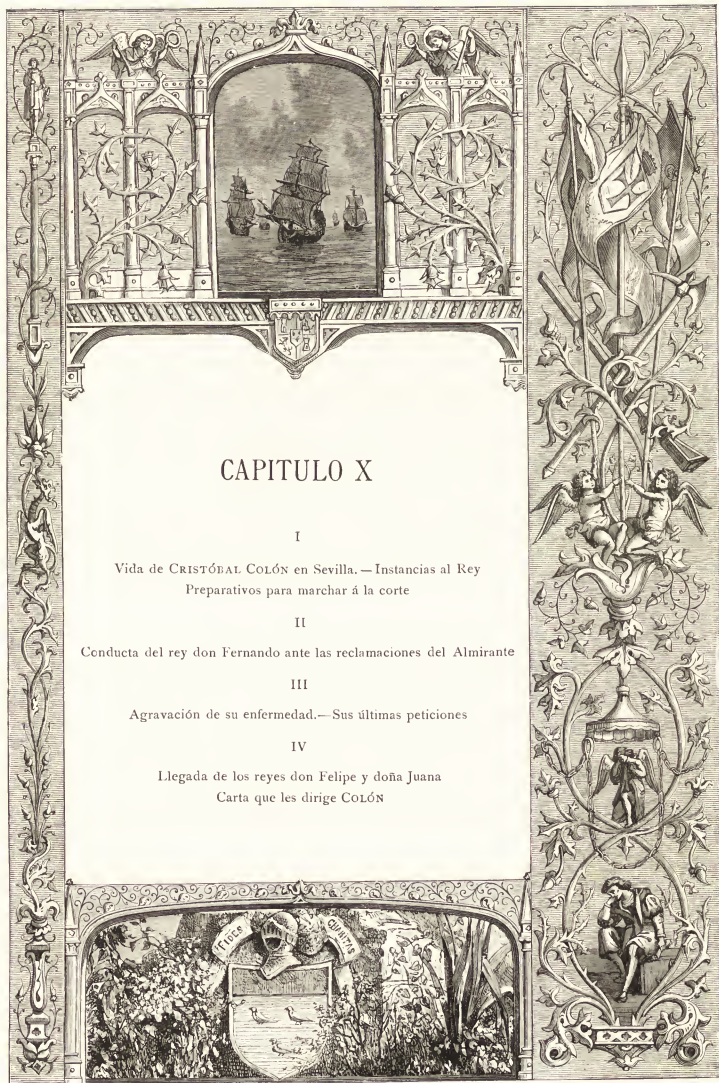 CAPITULO X
I
Vida de CRISTÓBAL COLÓN en Sevilla.—Instancias al Rey
Preparativos para marchar á la corte
II
Conducta del rey don Fernando ante las reclamaciones del Almirante
III
Agravación de su enfermedad.—Sus últimas peticiones
IV
Llegada de los reyes don Felipe y doña Juana
Carta que les dirige COLÓN
FIDES